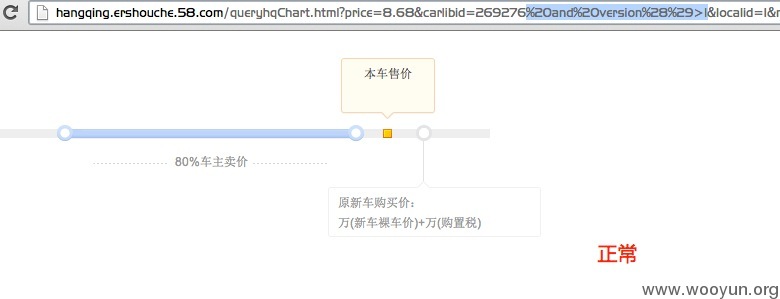 hangqing.ershouche.58.com/queryhqChart.html?price=8.68&carlibid=269276%20and%20version%28%29>1&localid=1&r
本车售价
80%车主卖价
原新车购买价：
万(新车裸车价)+万(购置税)
正常
www.wooyun.org